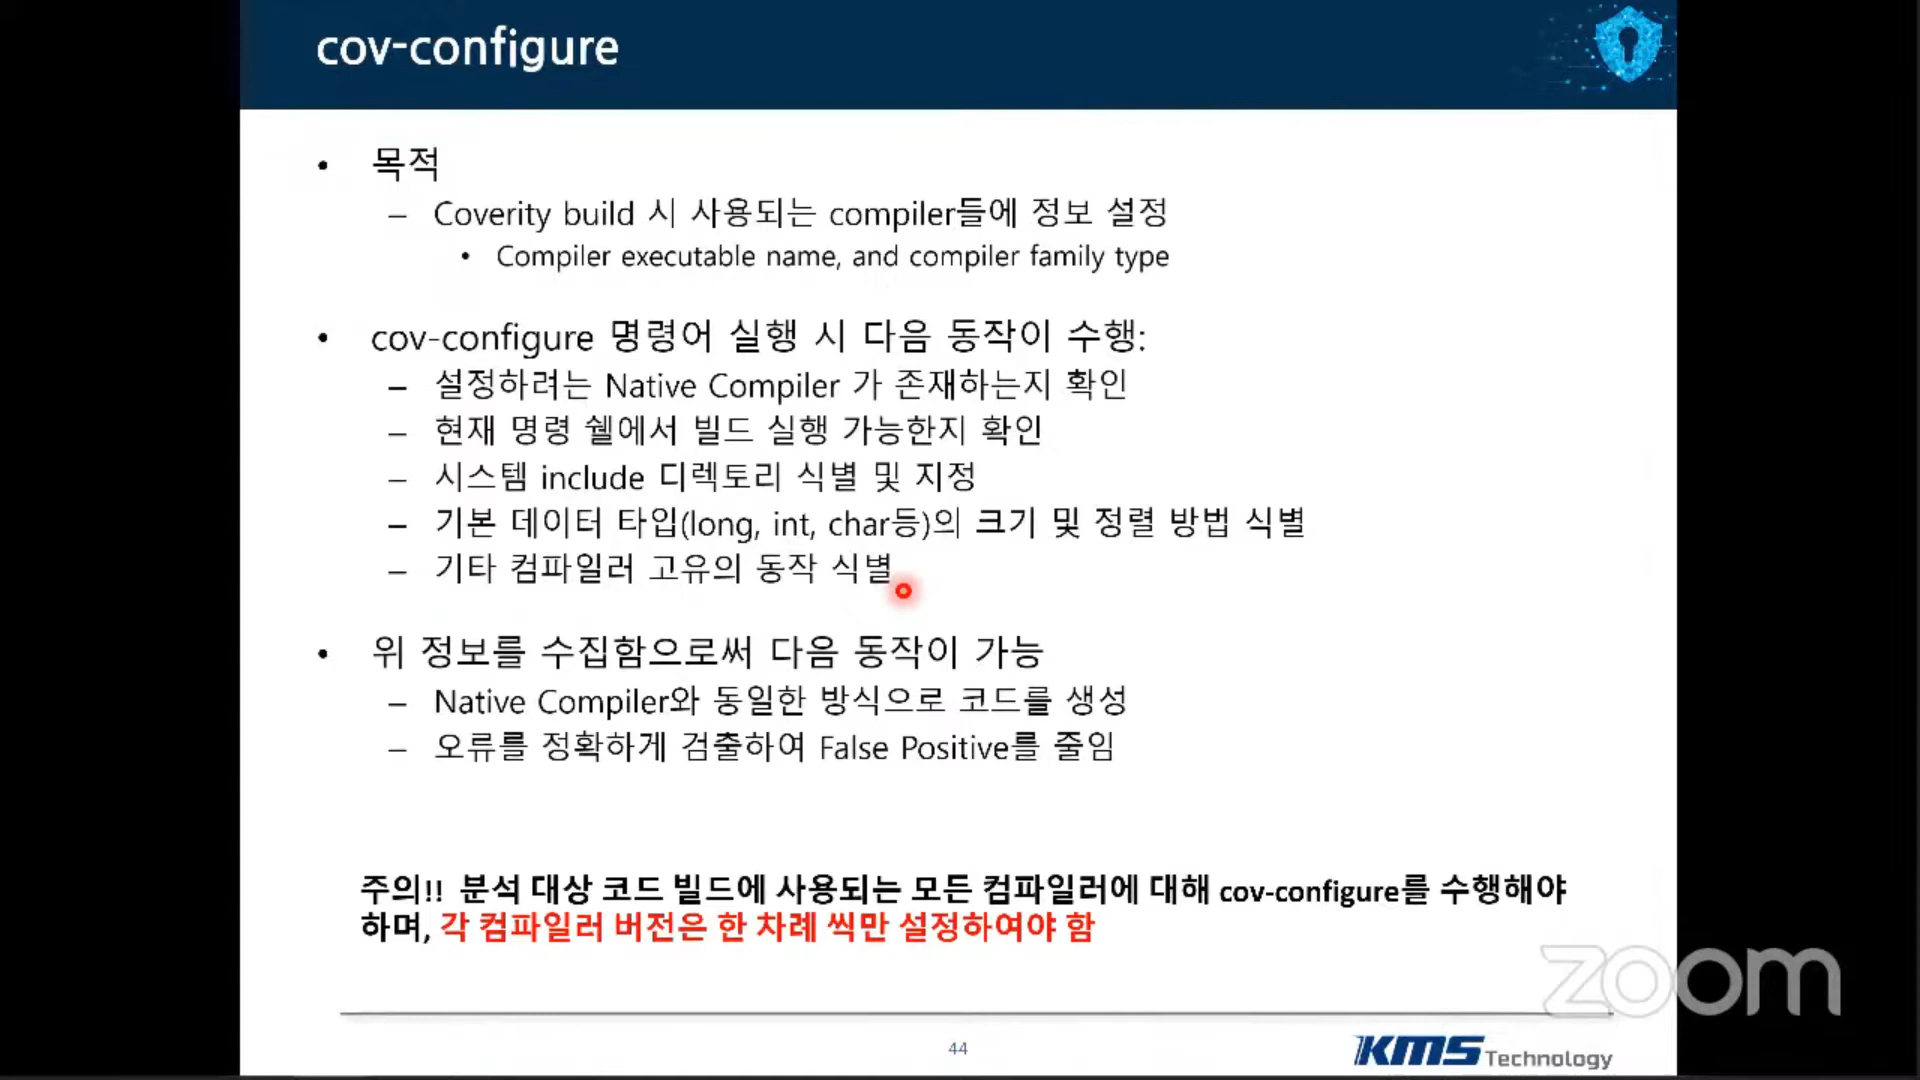 cov-configure
• 목적
– Coverity build 시 사용되는 compiler들에 정보 설정
• Compiler executable name, and compiler family type
• cov-configure 명령어 실행 시 다음 동작이 수행:
– 설정하려는 Native Compiler 가 존재하는지 확인
– 현재 명령 쉘에서 빌드 실행 가능한지 확인
– 시스템 include 디렉토리 식별 및 지정
– 기본 데이터 타입(long, int, char등)의 크기 및 정렬 방법 식별
– 기타 컴파일러 고유의 동작 식별
• 위 정보를 수집함으로써 다음 동작이 가능
– Native Compiler와 동일한 방식으로 코드를 생성
– 오류를 정확하게 검출하여 False Positive를 줄임
주의!! 분석 대상 코드 빌드에 사용되는 모든 컴파일러에 대해 cov-configure를 수행해야
하며, 각 컴파일러 버전은 한 차례 씩만 설정하여야 함
zoom
44
KMS Technology